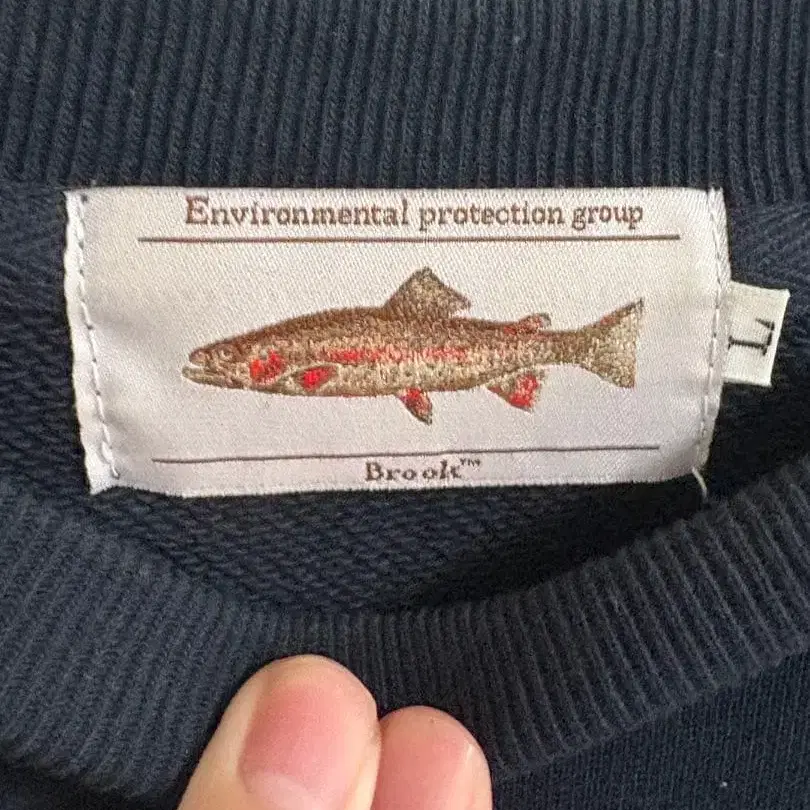 Environmental protection group
L
Brook™